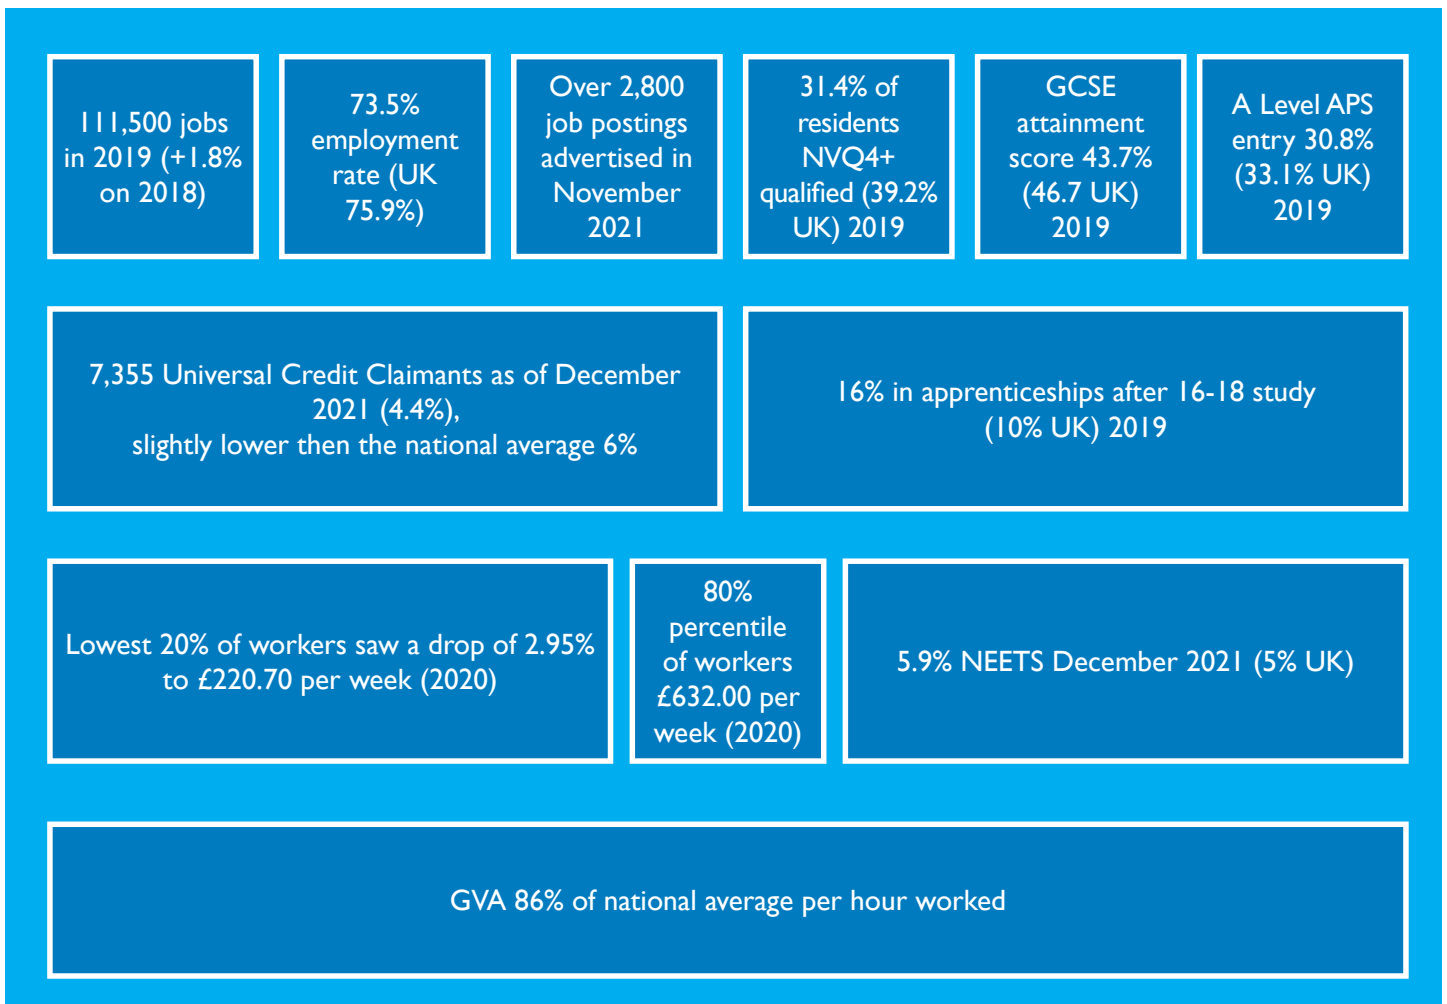 111,500 jobs
in 2019 (+1.8%
on 2018)
73.5%
employment
rate (UK
75.9%)
Over 2,800
job postings
advertised in
November
2021
31.4% of
residents
NVQ4+
qualified (39.2%
UK) 2019
GCSE
attainment
score 43.7%
(46.7 UK)
2019
A Level APS
entry 30.8%
(33.1% UK)
2019
7,355 Universal Credit Claimants as of December
2021 (4.4%),
slightly lower then the national average 6%
16% in apprenticeships after 16-18 study
(10% UK) 2019
Lowest 20% of workers saw a drop of 2.95%
to £220.70 per week (2020)
80%
percentile
of workers
£632.00 per
week (2020)
5.9% NEETS December 2021 (5% UK)
GVA 86% of national average per hour worked